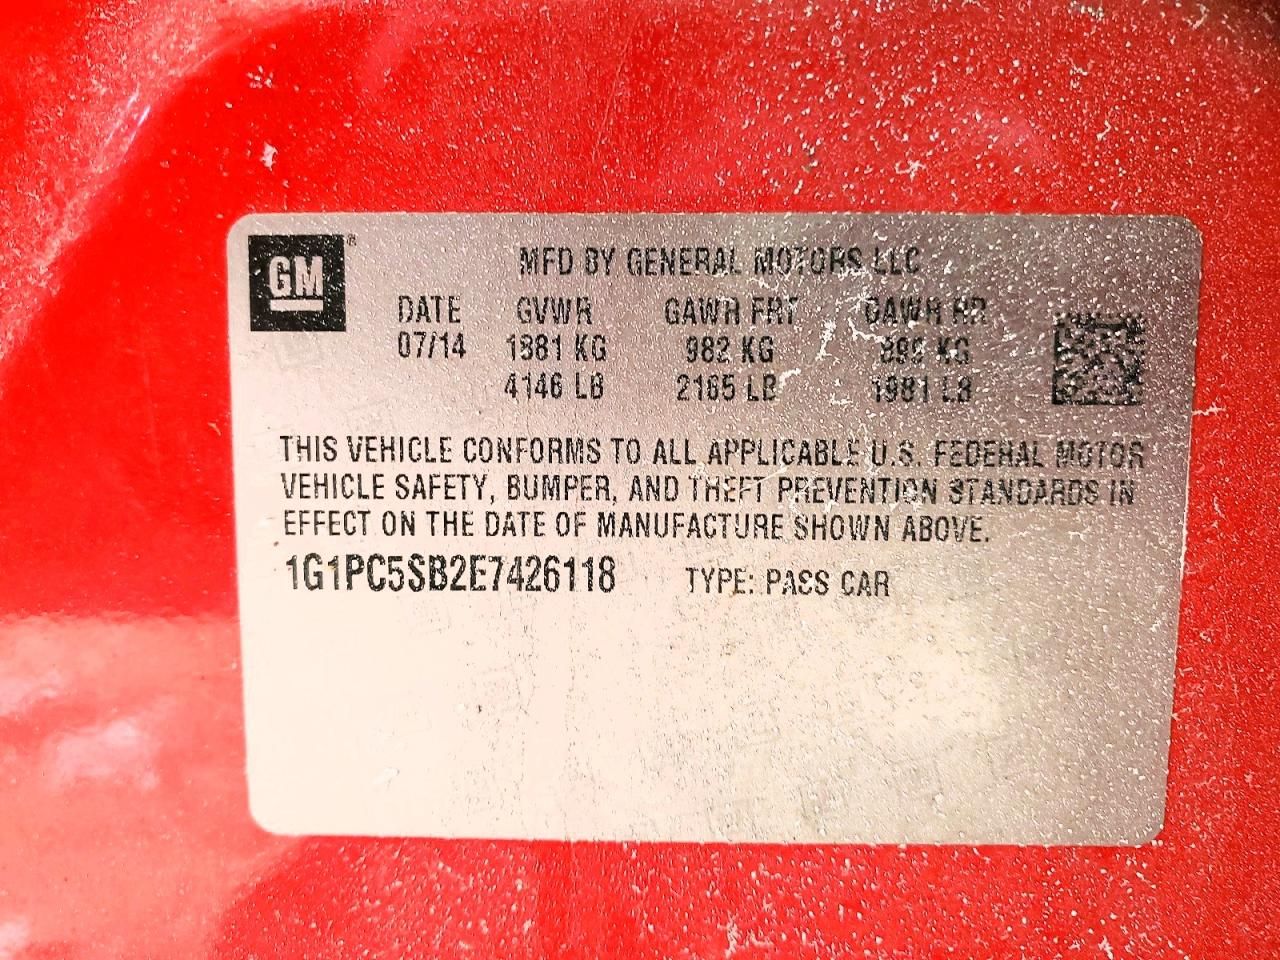 GM
MFD BY GENERAL MOTORS LLC
DATE GVWR GAWR FRT GAWR RR
07/14 1881 KG 982 KG 899 KG
4146 LB 2165 LB 1981 LB
THIS VEHICLE CONFORMS TO ALL APPLICABLE U.S. FEDERAL MOTOR
VEHICLE SAFETY, BUMPER, AND THEFT PREVENTION STANDARDS IN
EFFECT ON THE DATE OF MANUFACTURE SHOWN ABOVE.
1G1PC5SB2E7426118 TYPE: PASS CAR